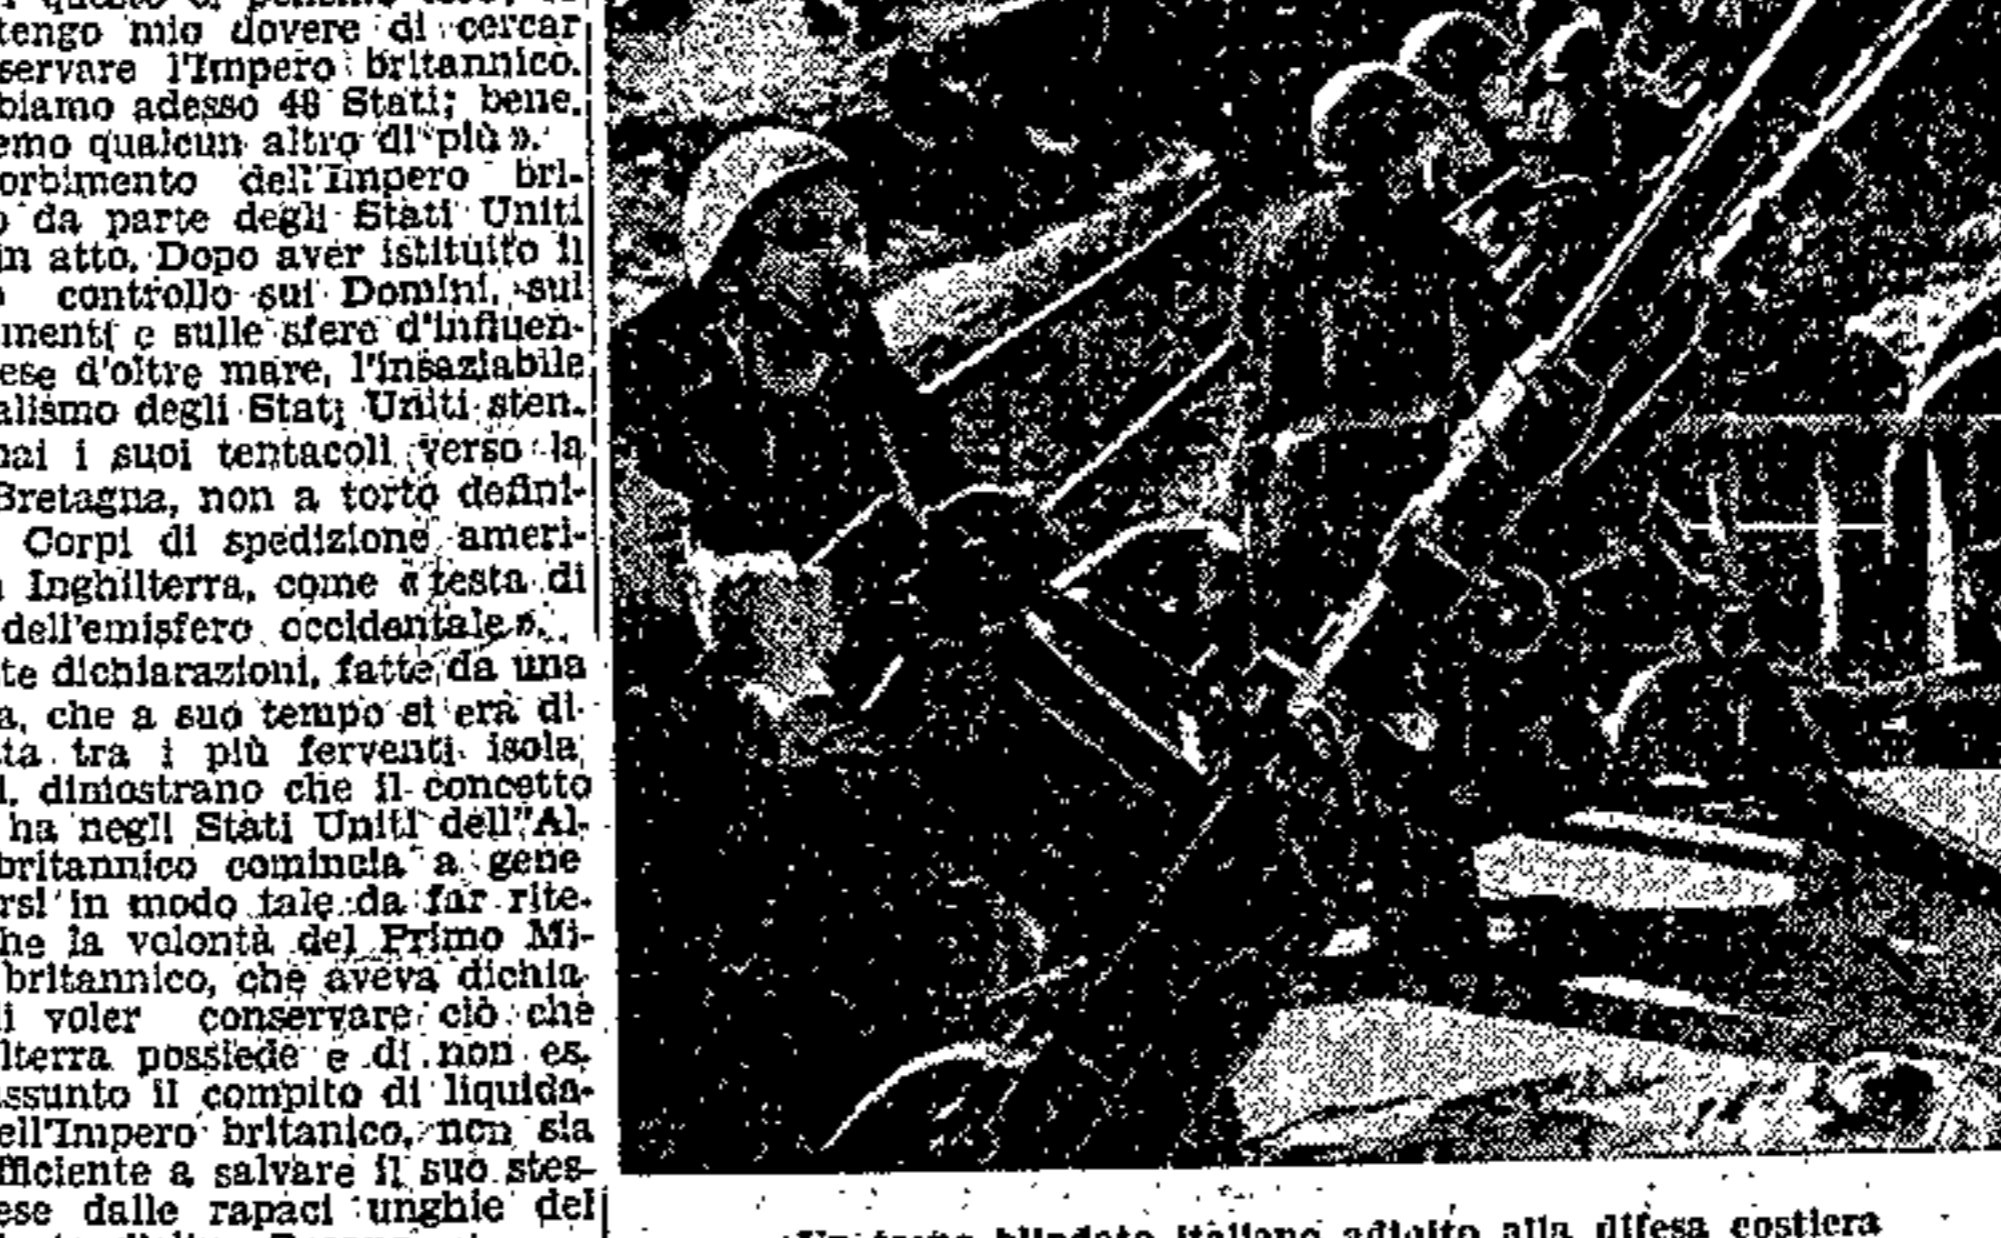 tengo mio dovere di cercar
servare l'Impero britannico.
biamo adesso 48 Stati; bene.
emo qualcun altro di più ».
orbimento dell'Impero bri-
o da parte degli Stati Uniti
in atto. Dopo aver istituito il
controllo sui Domini, sul
menti e sulle sfere d'influen-
ese d'oltre mare, l'insaziabile
alismo degli Stati Uniti sten-
nai i suoi tentacoli verso la
Bretagna, non a torto defini-
Corpi di spedizione ameri-
Inghilterra, come « testa di
dell'emisfero occidentale ».
te dichiarazioni, fatte da una
a, che a suo tempo si era di-
ta tra i più ferventi isola
i, dimostrano che il concetto
ha negli Stati Uniti dell'Al-
britannico comincia a gene
rsi in modo tale da far rite-
he la volontà del Primo Mi-
britannico, che aveva dichia-
i voler conservare ciò che
lterra possiede e di non es-
assunto il compito di liquida-
ell'Impero britanico, non sia
fficiente a salvare il suo stes-
ese dalle rapaci unghie del
Un treno blindato italiano adibito alla difesa costiera